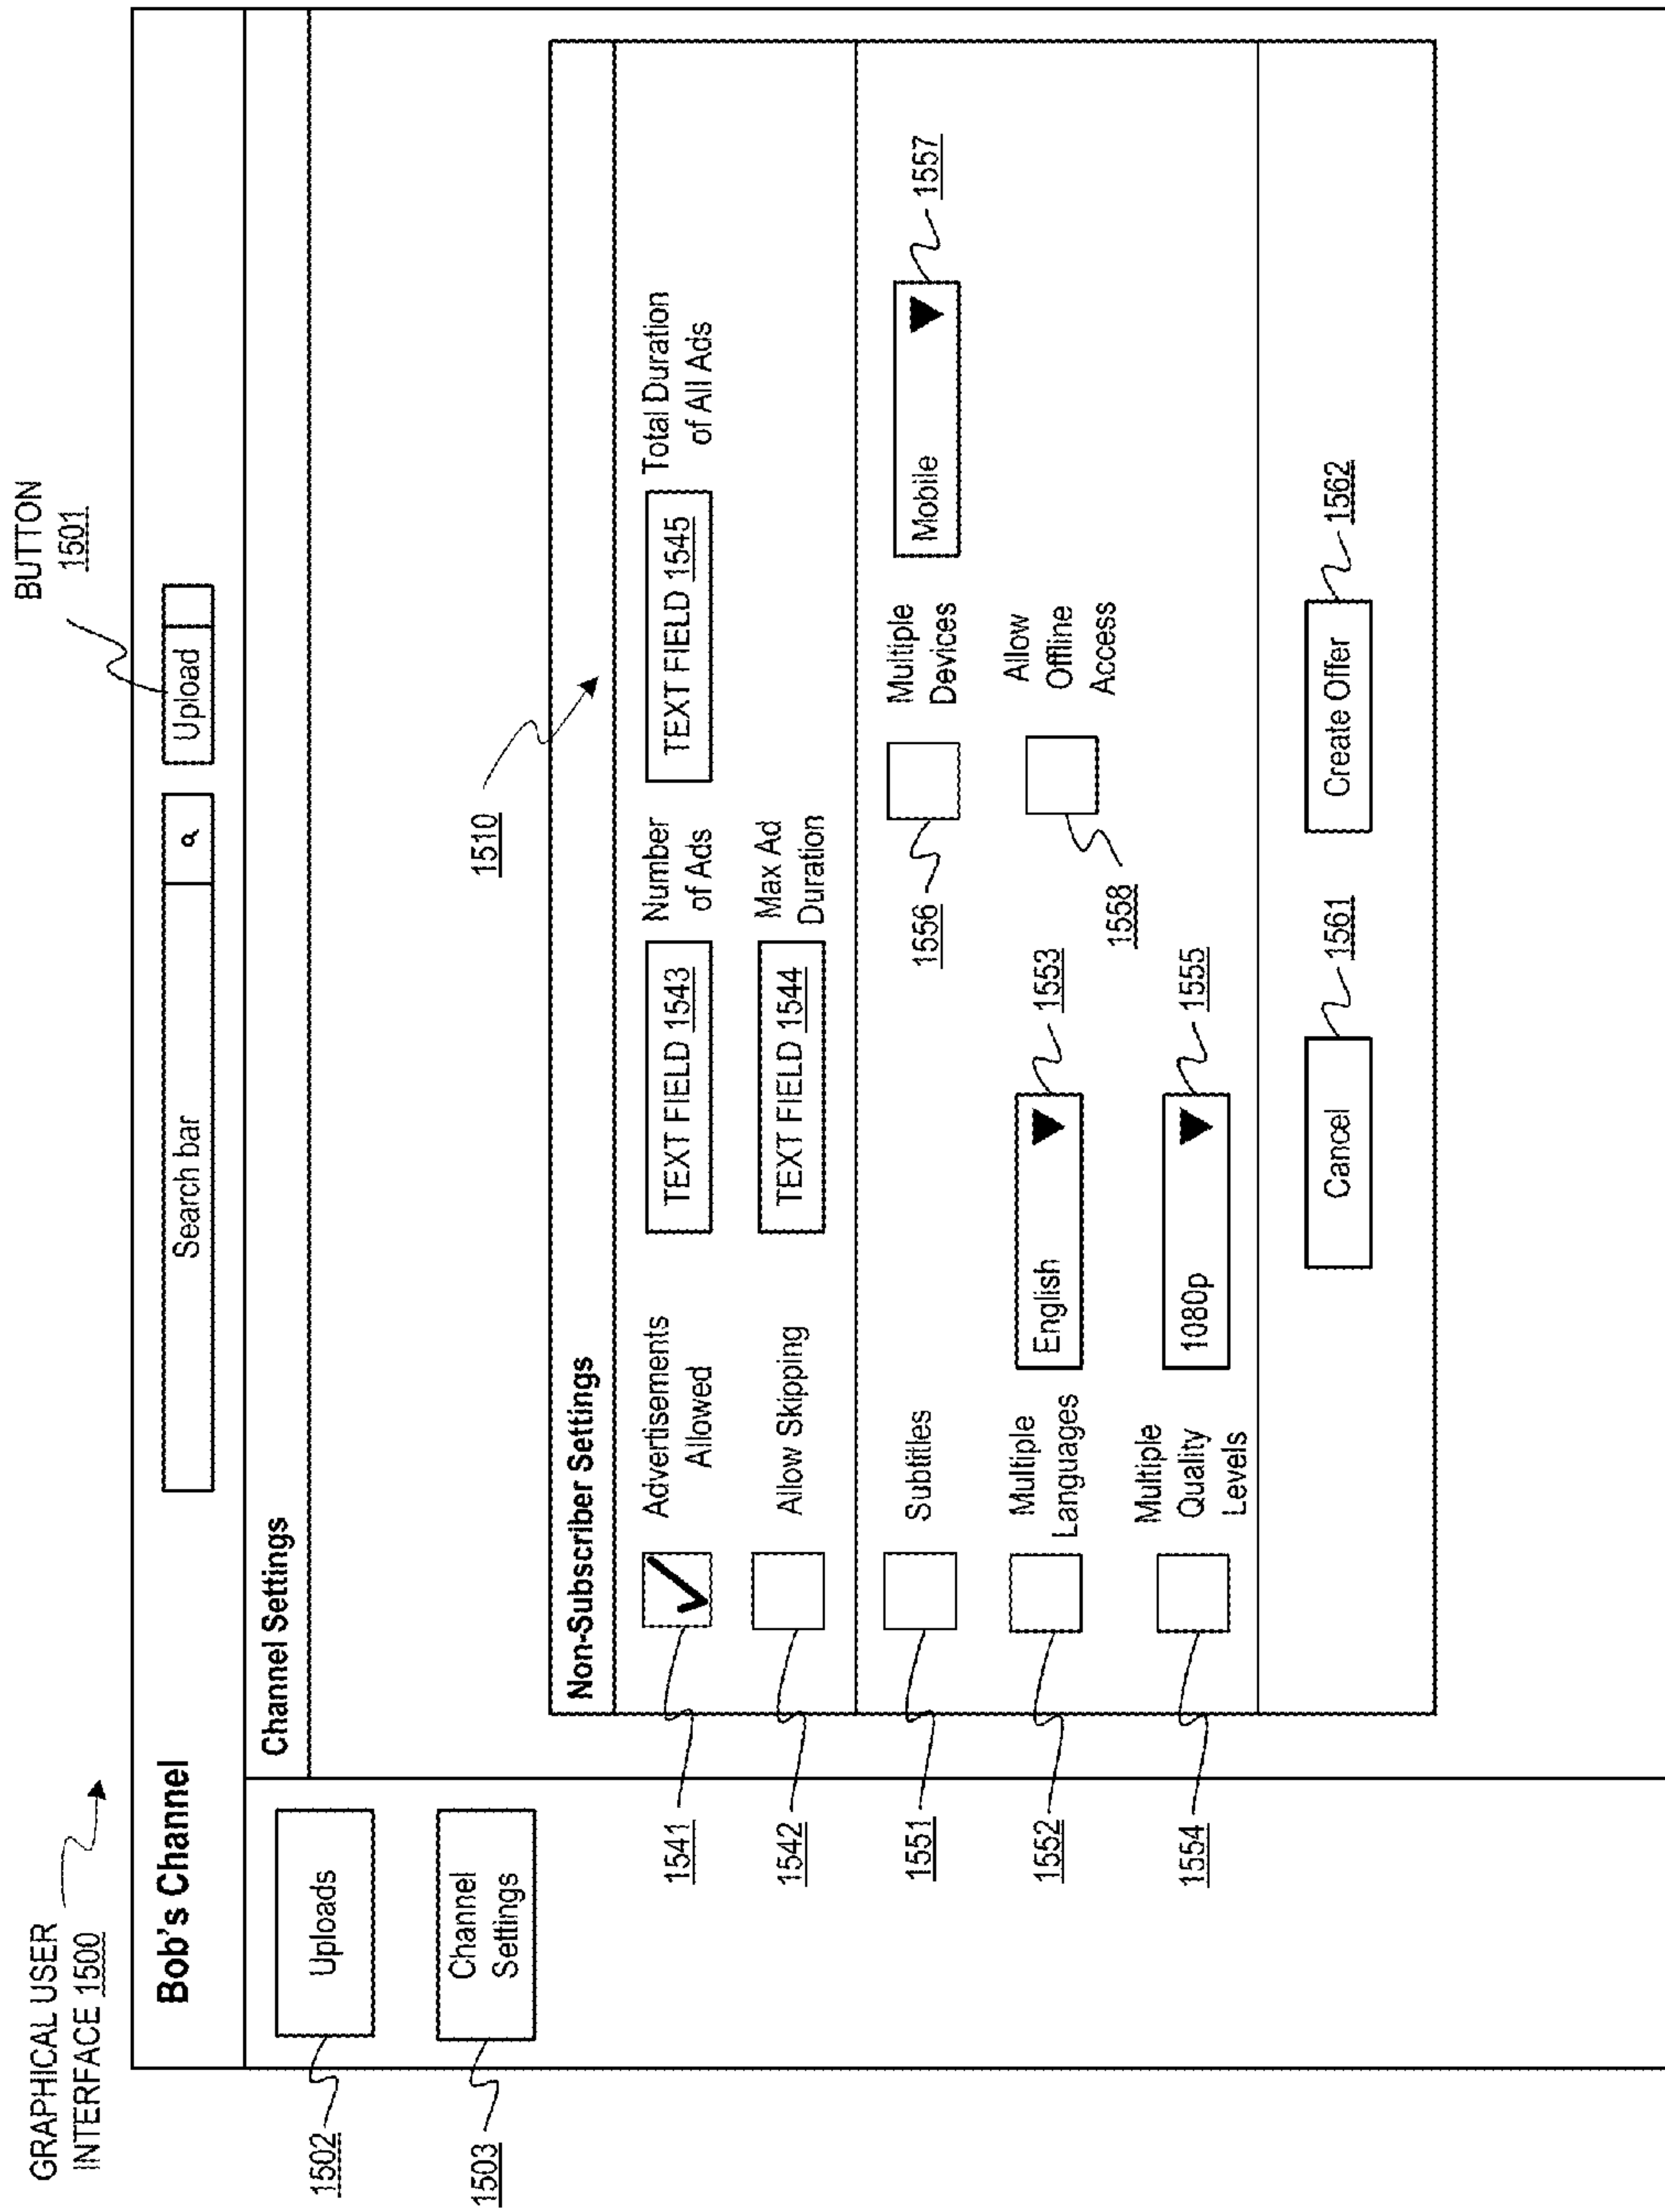 GRAPHICAL USER
INTERFACE 1500
BUTTON
1501
Bob's Channel
Search bar
Upload
1502
Uploads
1503
Channel
Settings
Channel Settings
1510
Non-Subscriber Settings
1541
Advertisements
Allowed
TEXT FIELD 1543
Number
of Ads
TEXT FIELD 1545
Total Duration
of All Ads
1542
Allow Skipping
TEXT FIELD 1544
Max Ad
Duration
1551
Subtitles
1556
Multiple
Devices
Mobile
1557
1552
Multiple
Languages
English
1553
1558
Allow
Offline
Access
1554
Multiple
Quality
Levels
1080p
1555
Cancel
1561
Create Offer
1562